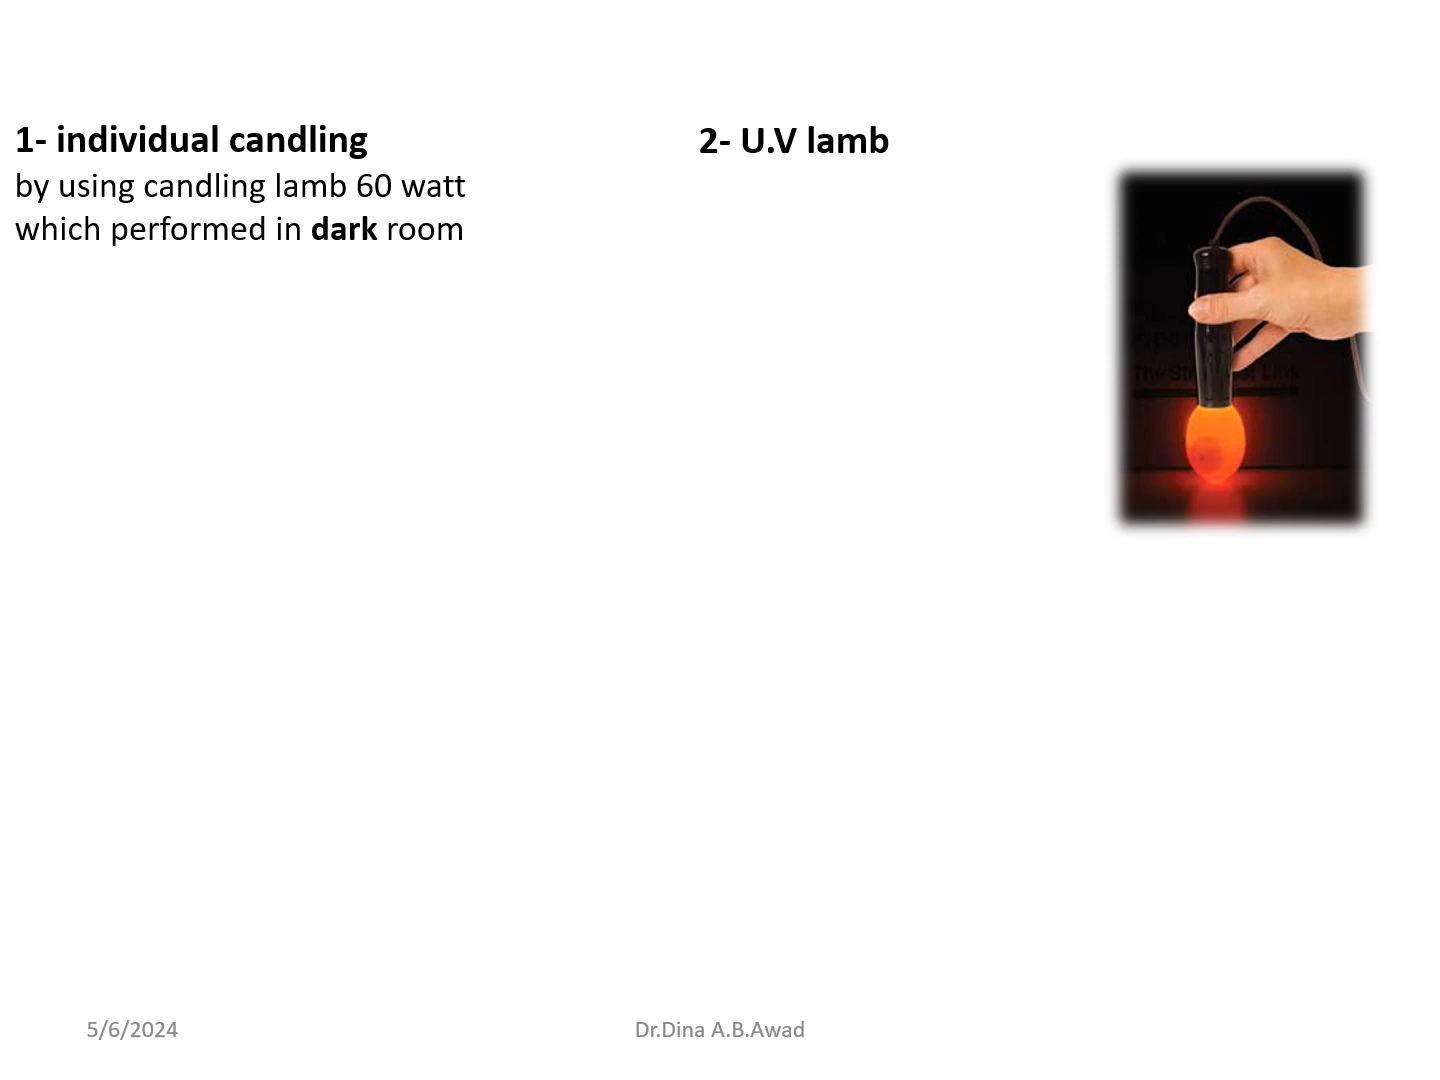 1- individual candling
by using candling lamb 60 watt
which performed in dark room
2- U.V lamb
5/6/2024
Dr.Dina A.B.Awad